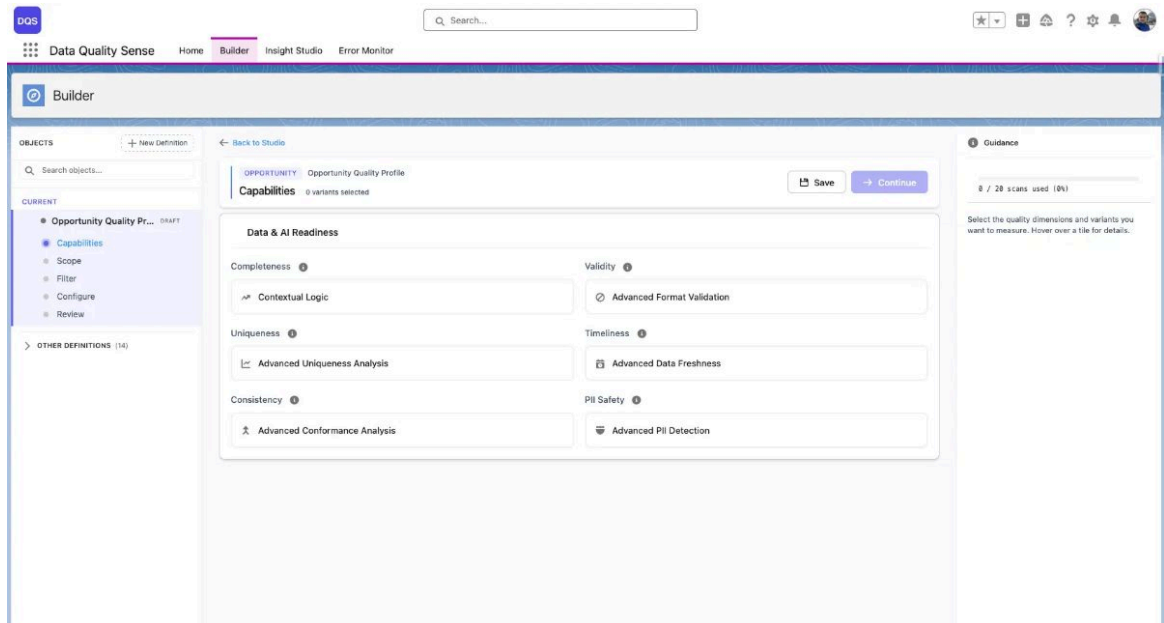 DQS
Search...
Data Quality Sense Home Builder Insight Studio Error Monitor
Builder
OBJECTS
+ New Definition
Search objects...
CURRENT
Opportunity Quality Pr... DRAFT
Capabilities
Scope
Filter
Configure
Review
OTHER DEFINITIONS (14)
← Back to Studio
OPPORTUNITY Opportunity Quality Profile
Capabilities 0 variants selected
Save
→ Continue
Data & AI Readiness
Completeness
Contextual Logic
Validity
Advanced Format Validation
Uniqueness
Advanced Uniqueness Analysis
Timeliness
Advanced Data Freshness
Consistency
Advanced Conformance Analysis
PII Safety
Advanced PII Detection
Guidance
0 / 20 scans used (0%)
Select the quality dimensions and variants you
want to measure. Hover over a tile for details.